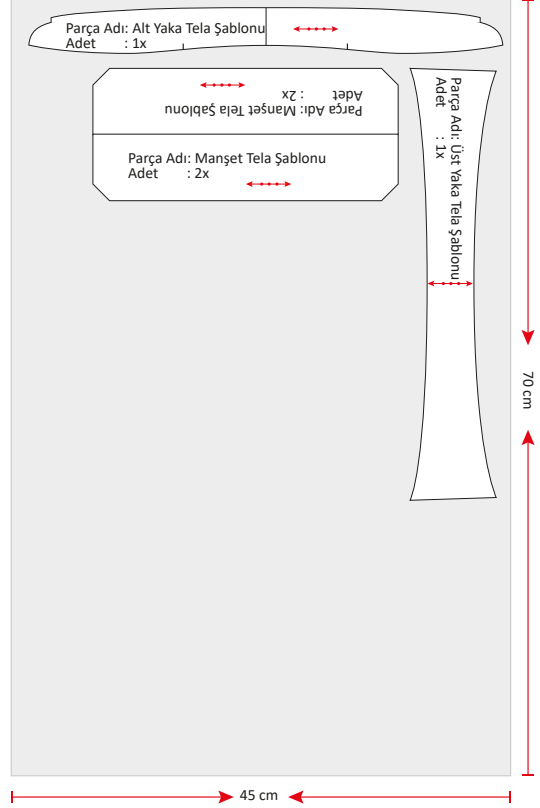 Parça Adı: Alt Yaka Tela Şablonu
Adet : 1x
Parça Adı: Manşet Tela Şablonu
Adet : 2x
Parça Adı: Manşet Tela Şablonu
Adet : 2x
Parça Adı: Üst Yaka Tela Şablonu
Adet : 1x
70 cm
45 cm